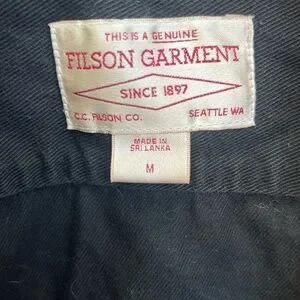 THIS IS A GENUINE
FILSON GARMENT
SINCE 1897
C.C. FILSON CO. SEATTLE WA
MADE IN
SRI LANKA
M